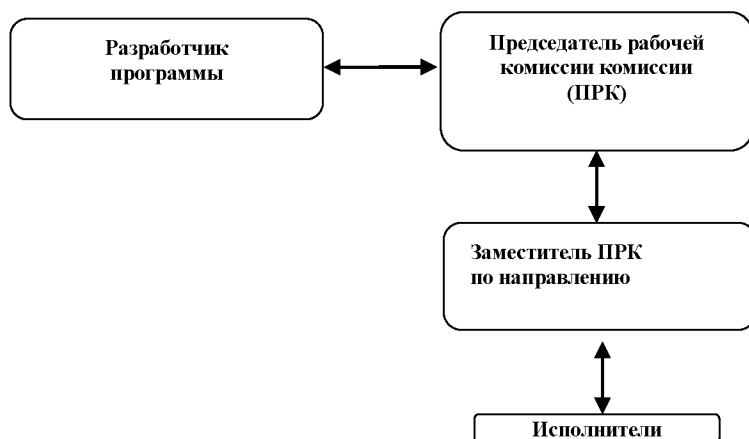 Разработчик
программы
Председатель рабочей
комиссии комиссии
(ПРК)
Заместитель ПРК
по направлению
Исполнители